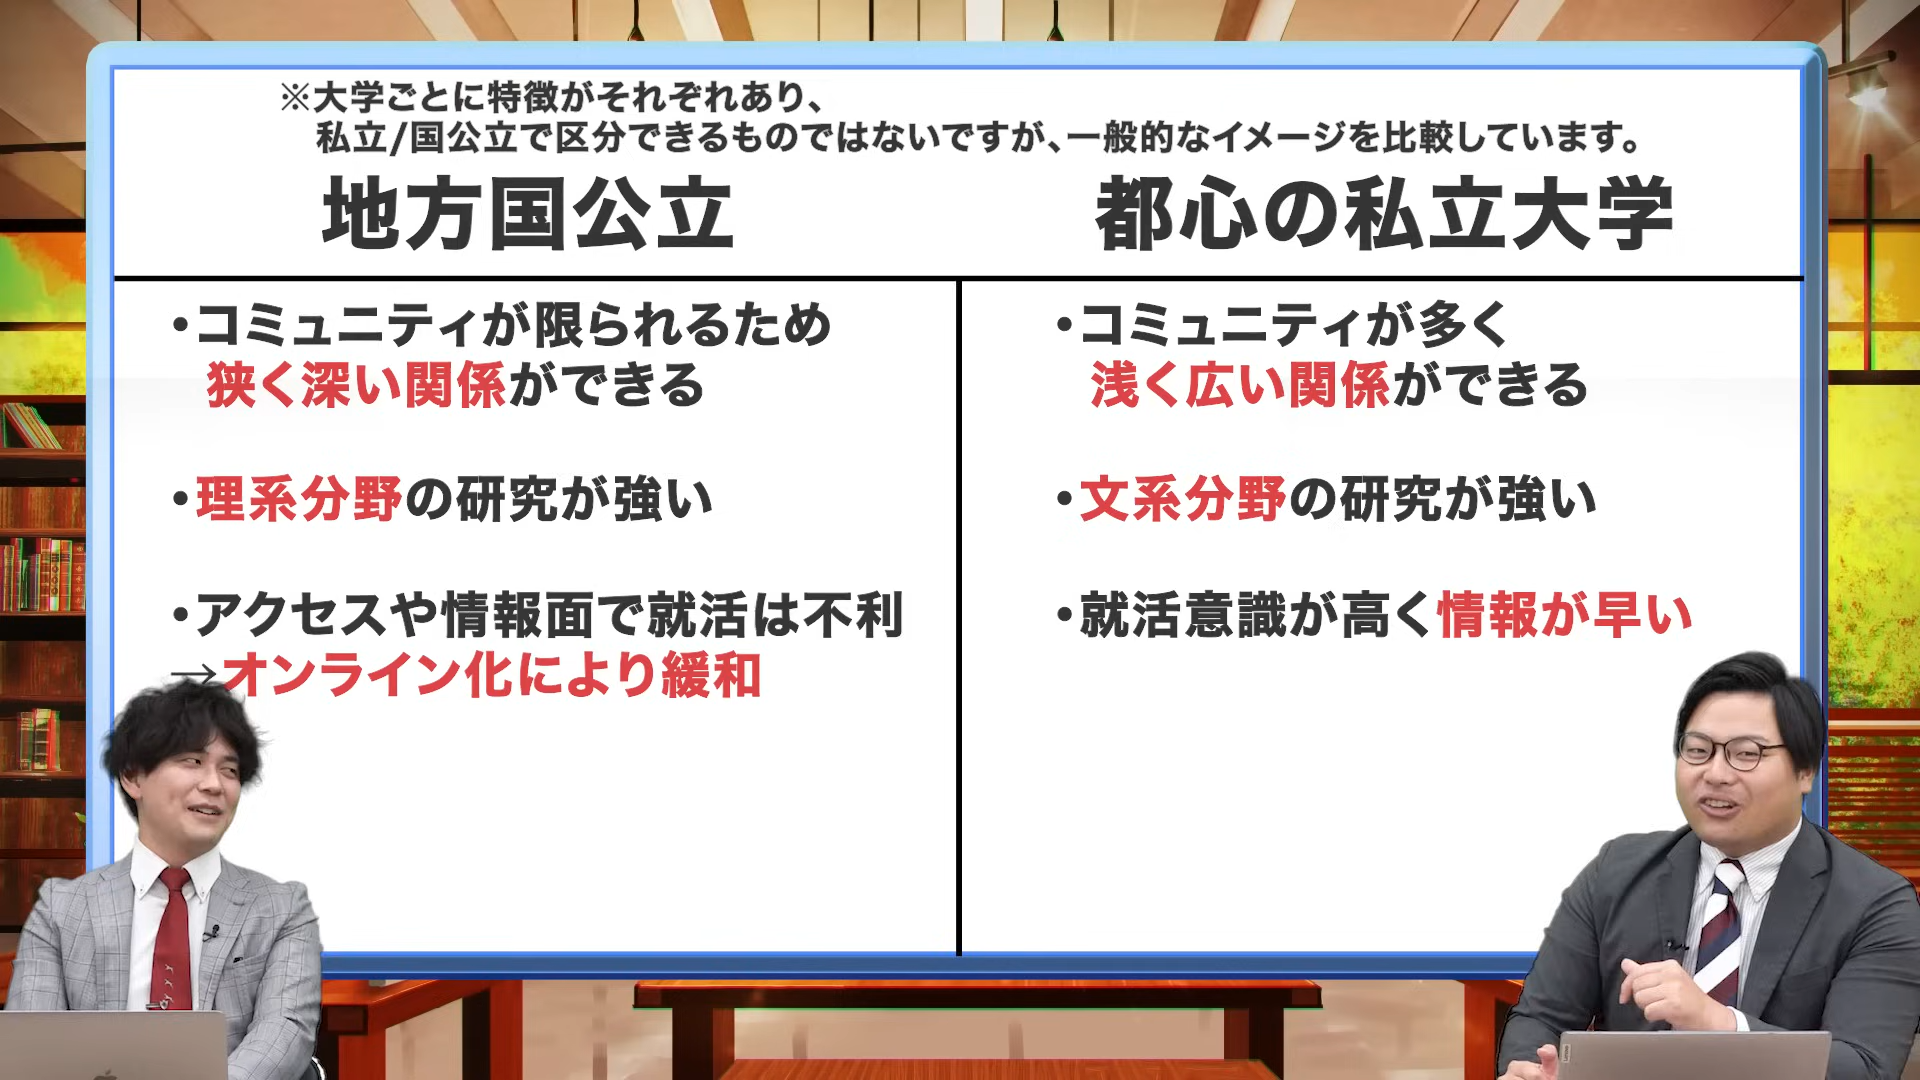 ※大学ごとに特徴がそれぞれあり、
私立/国公立で区分できるものではないですが、一般的なイメージを比較しています。
地方国公立
都心の私立大学
・コミュニティが限られるため
狭く深い関係ができる
・理系分野の研究が強い
・アクセスや情報面で就活は不利
→オンライン化により緩和
・コミュニティが多く
浅く広い関係ができる
・文系分野の研究が強い
・就活意識が高く情報が早い